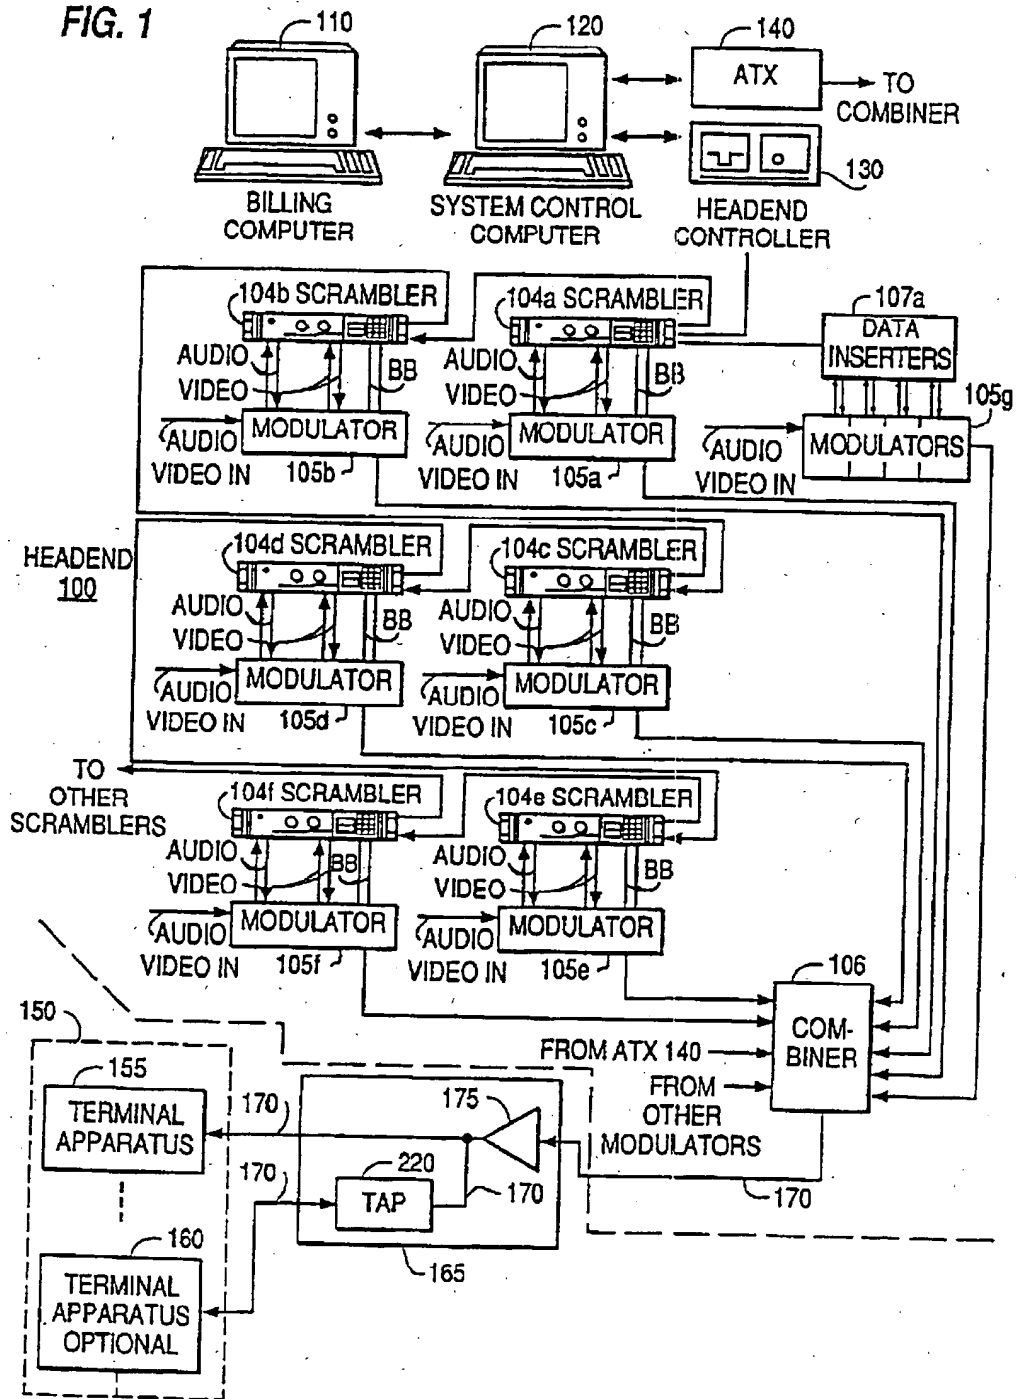 FIG. 1
110
120
140
ATX
TO
COMBINER
130
BILLING
COMPUTER
SYSTEM CONTROL
COMPUTER
HEADEND
CONTROLLER
104b SCRAMBLER
104a SCRAMBLER
107a
DATA
INSERTERS
AUDIO
VIDEO
BB
AUDIO
VIDEO
BB
105g
MODULATOR
MODULATOR
MODULATORS
AUDIO
VIDEO IN
105b
AUDIO
VIDEO IN
105a
AUDIO
VIDEO IN
HEADEND
100
104d SCRAMBLER
104c SCRAMBLER
AUDIO
VIDEO
BB
AUDIO
VIDEO
BB
MODULATOR
MODULATOR
AUDIO
VIDEO IN
105d
AUDIO
VIDEO IN
105c
TO
OTHER
SCRAMBLERS
104f SCRAMBLER
104e SCRAMBLER
AUDIO
VIDEO
BB
AUDIO
VIDEO
BB
MODULATOR
MODULATOR
AUDIO
VIDEO IN
105f
AUDIO
VIDEO IN
105e
106
COM-
BINER
FROM ATX 140
FROM
OTHER
MODULATORS
150
155
TERMINAL
APPARATUS
170
175
170
220
TAP
170
170
160
TERMINAL
APPARATUS
OPTIONAL
165